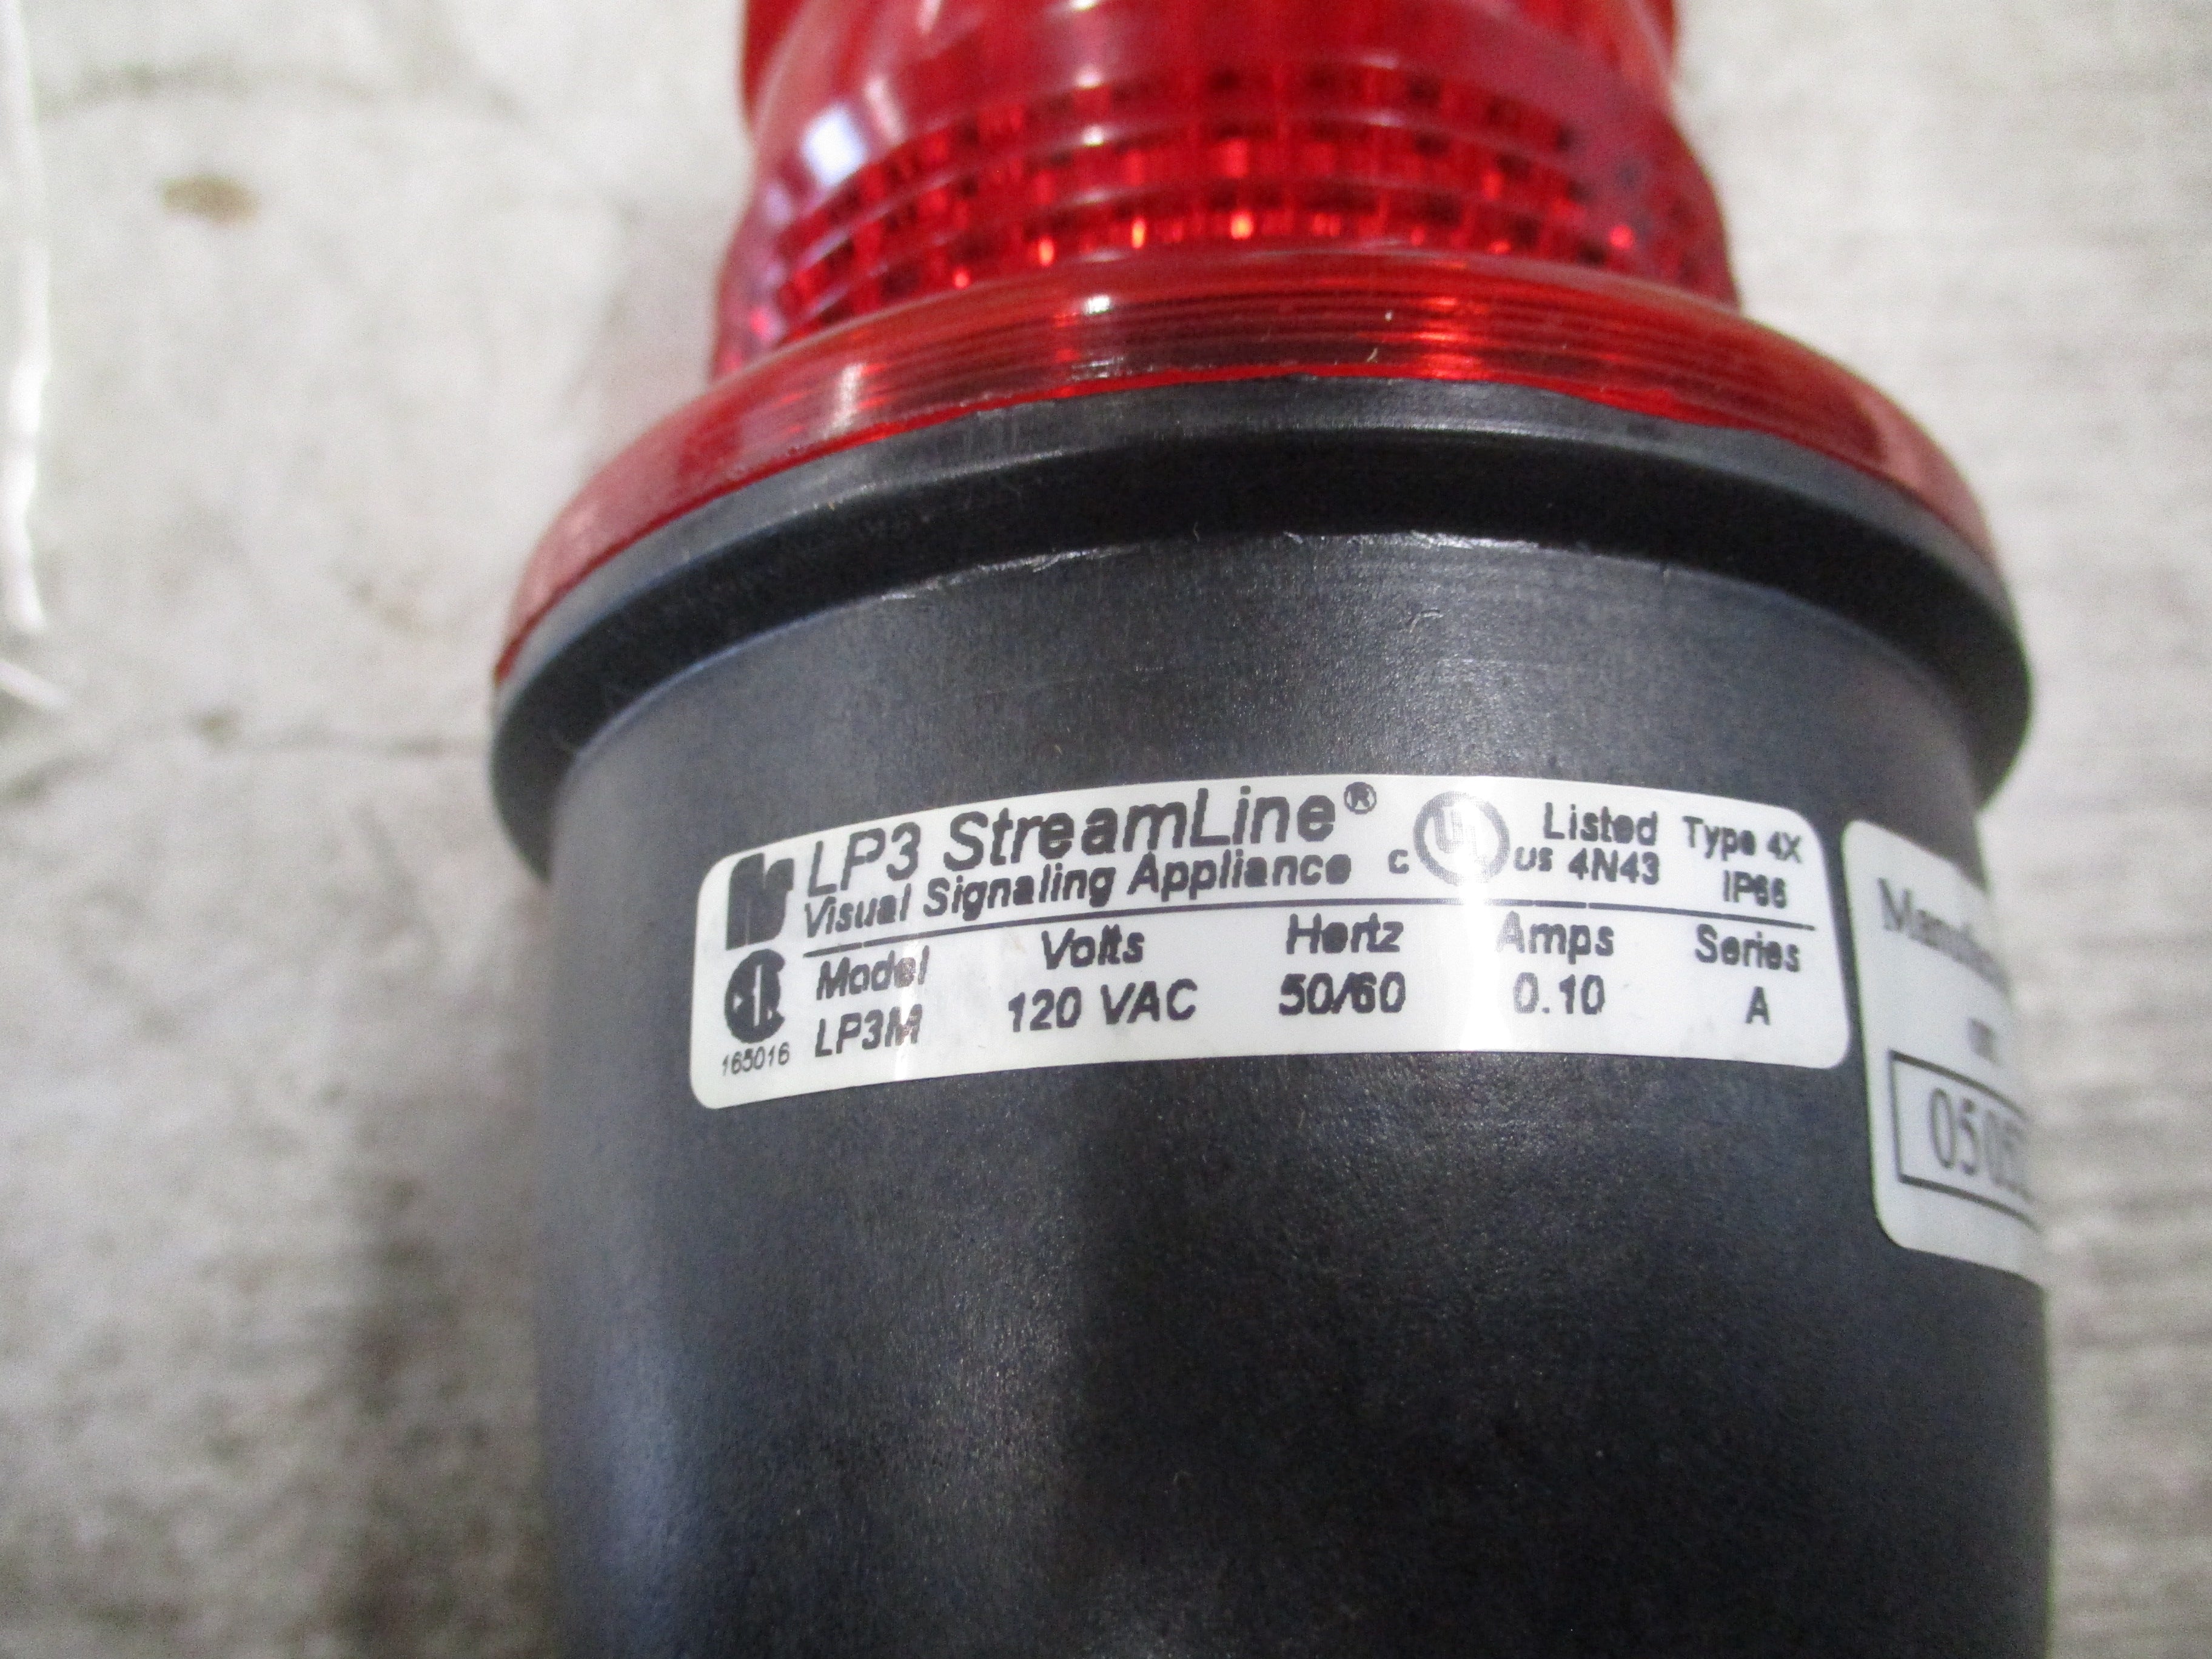 LP3 StreamLine®
Visual Signaling Appliance
C UL US Listed 4N43
Type 4X
IP66
Model Volts Hertz Amps Series
LP3M 120 VAC 50/60 0.10 A
165016